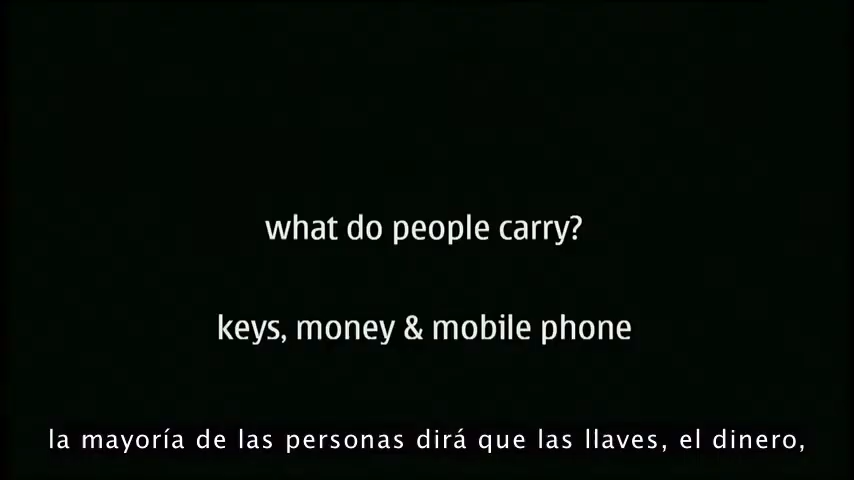 what do people carry?
keys, money & mobile phone
la mayoría de las personas dirá que las llaves, el dinero,